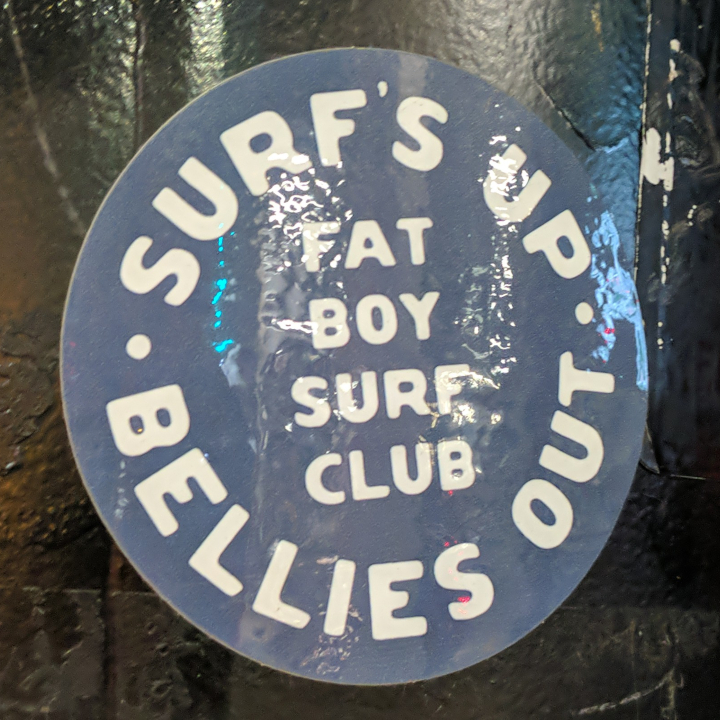 SURF'S UP
FAT
BOY
SURF
CLUB
BELLIES OUT